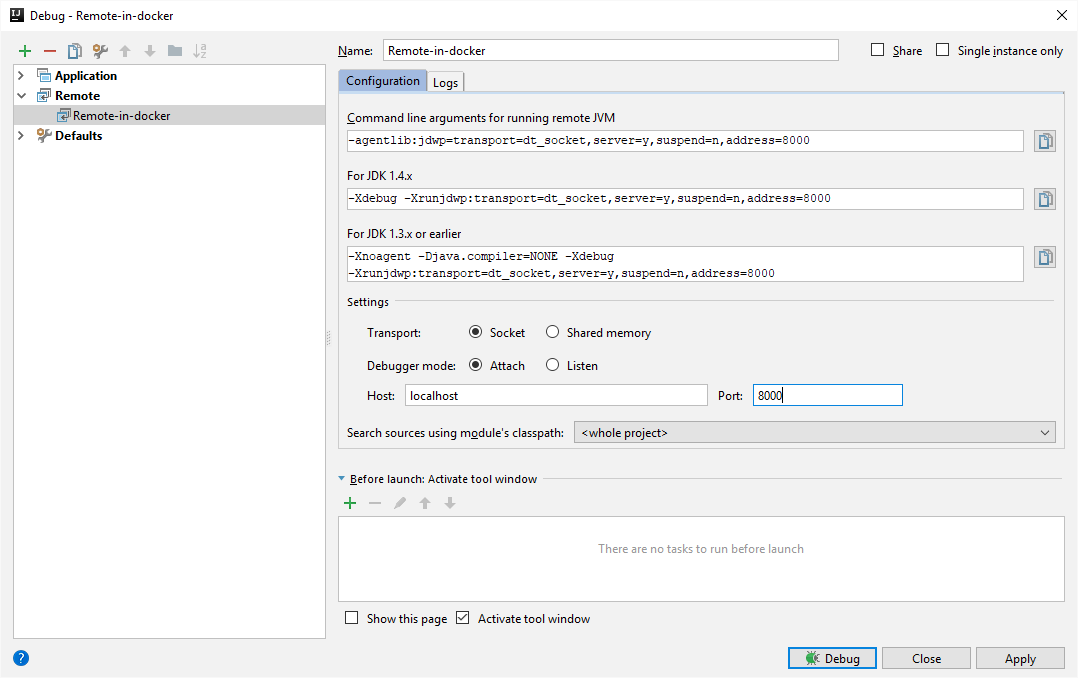 Debug - Remote-in-docker
Name: Remote-in-docker Share Single instance only
Application
Remote
Remote-in-docker
Defaults
Configuration Logs
Command line arguments for running remote JVM
-agentlib:jdwp=transport=dt_socket,server=y,suspend=n,address=8000
For JDK 1.4.x
-Xdebug -Xrunjdwp:transport=dt_socket,server=y,suspend=n,address=8000
For JDK 1.3.x or earlier
-Xnoagent -Djava.compiler=NONE -Xdebug
-Xrunjdwp:transport=dt_socket,server=y,suspend=n,address=8000
Settings
Transport: Socket Shared memory
Debugger mode: Attach Listen
Host: localhost Port: 8000
Search sources using module's classpath: <whole project>
Before launch: Activate tool window
There are no tasks to run before launch
Show this page Activate tool window
? Debug Close Apply